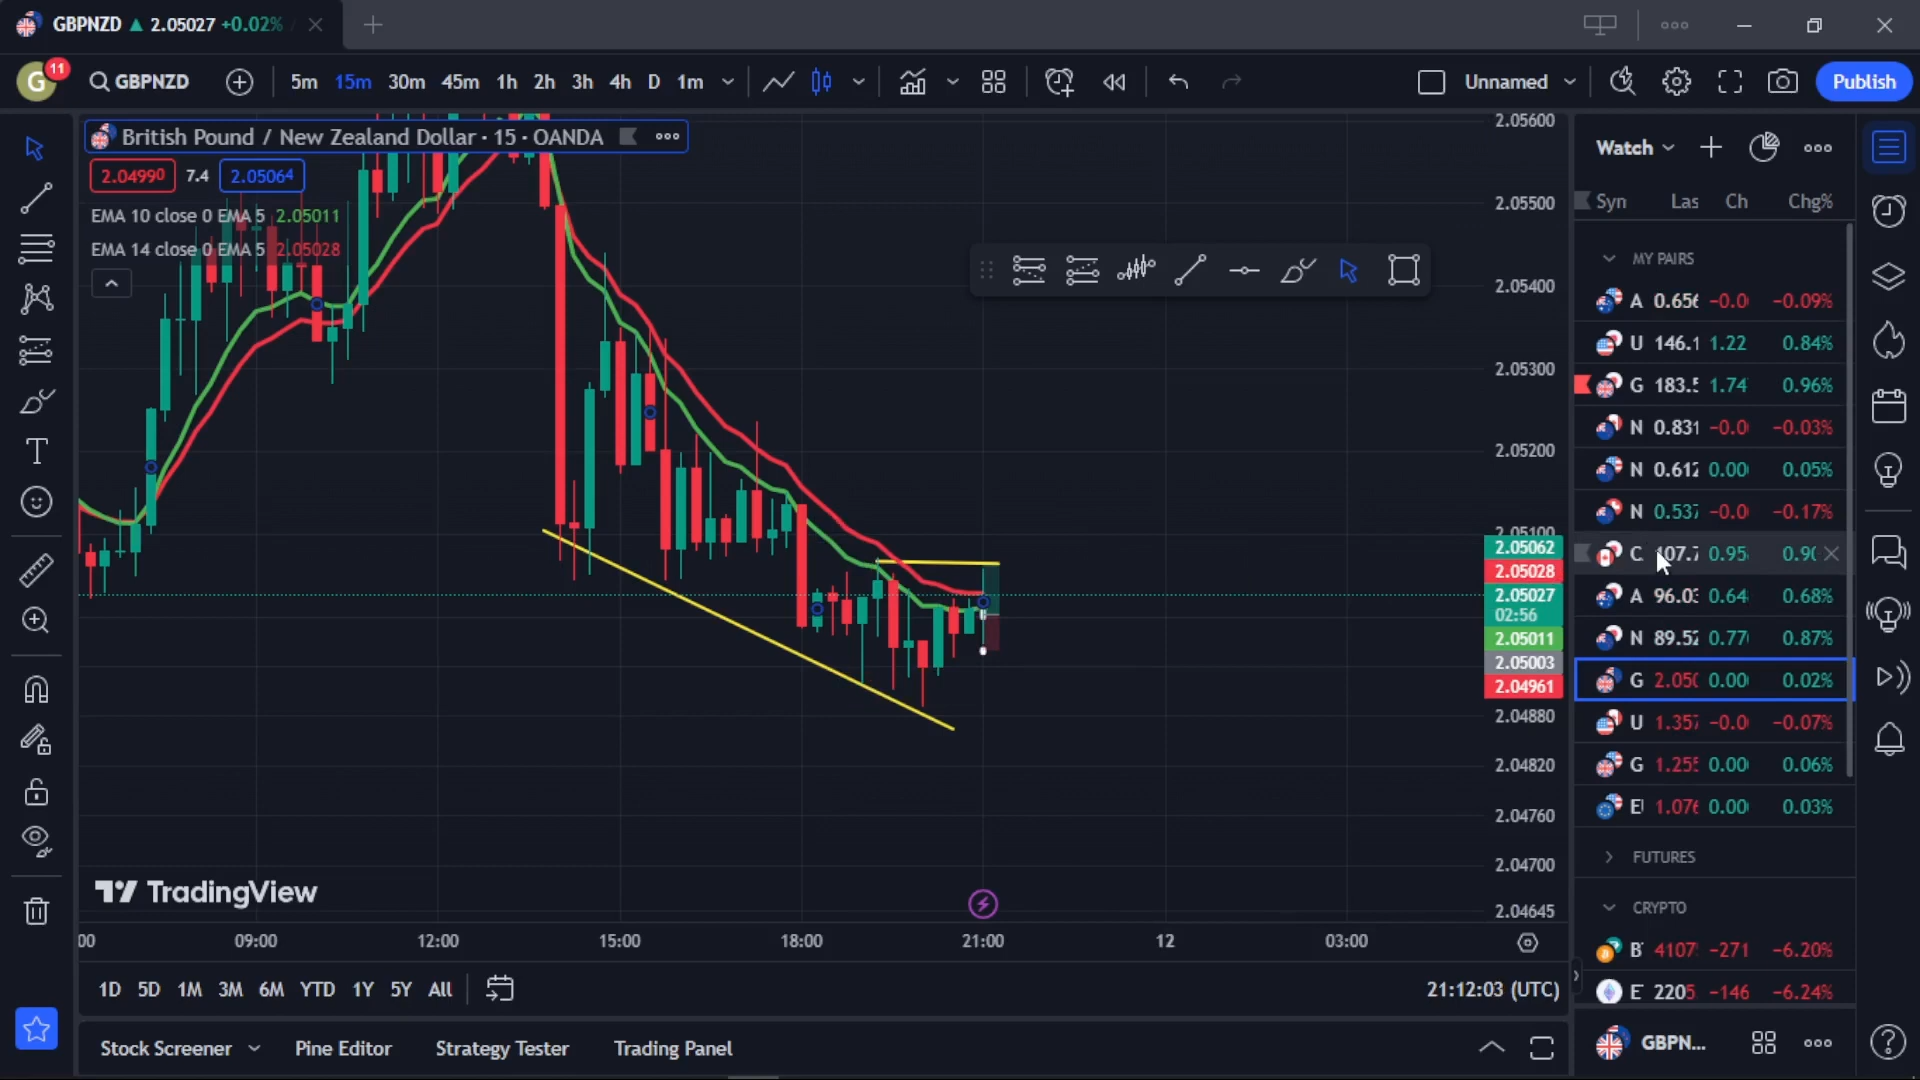 GBPNZD ▲ 2.05027 +0.02% /
G 11 GBPNZD 5m 15m 30m 45m 1h 2h 3h 4h D 1m Unnamed Publish
British Pound / New Zealand Dollar · 15 · OANDA
2.04990 7.4 2.05064
EMA 10 close 0 EMA 5 2.05011
EMA 14 close 0 EMA 5 2.05028
2.05600
2.05500
2.05400
2.05300
2.05200
2.05100
2.05062
2.05028
2.05027
02:56
2.05011
2.05003
2.04961
2.04880
2.04820
2.04760
2.04700
2.04645
TradingView
00 09:00 12:00 15:00 18:00 21:00 12 03:00
1D 5D 1M 3M 6M YTD 1Y 5Y All 21:12:03 (UTC)
Stock Screener Pine Editor Strategy Tester Trading Panel
Watch
Syn Las Ch Chg%
MY PAIRS
A 0.656 -0.0 -0.09%
U 146.1 1.22 0.84%
G 183.5 1.74 0.96%
N 0.831 -0.0 -0.03%
N 0.612 0.00 0.05%
N 0.537 -0.0 -0.17%
C 107.7 0.95 0.90
A 96.03 0.64 0.68%
N 89.52 0.77 0.87%
G 2.050 0.00 0.02%
U 1.357 -0.0 -0.07%
G 1.255 0.00 0.06%
E 1.076 0.00 0.03%
FUTURES
CRYPTO
B 4107 -271 -6.20%
E 2205 -146 -6.24%
GBPN...